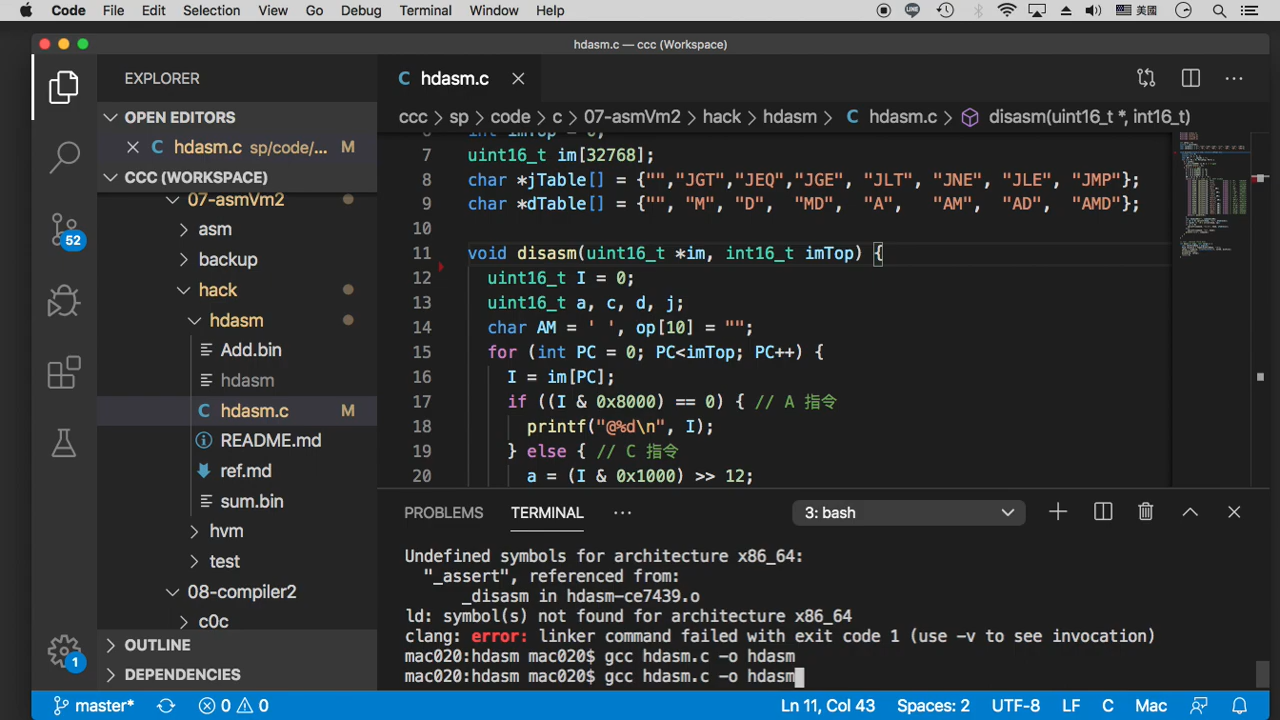 Code File Edit Selection View Go Debug Terminal Window Help 美國
hdasm.c — ccc (Workspace)
EXPLORER
OPEN EDITORS
hdasm.c sp/code/... M
CCC (WORKSPACE)
07-asmVm2
asm
backup
hack
hdasm
Add.bin
hdasm
hdasm.c M
README.md
ref.md
sum.bin
hvm
test
08-compiler2
c0c
OUTLINE
DEPENDENCIES
52
1
hdasm.c
ccc > sp > code > c > 07-asmVm2 > hack > hdasm > hdasm.c > disasm(uint16_t *, int16_t)
7 uint16_t im[32768];
8 char *jTable[] = {"","JGT","JEQ","JGE", "JLT", "JNE", "JLE", "JMP"};
9 char *dTable[] = {"", "M", "D", "MD", "A", "AM", "AD", "AMD"};
10
11 void disasm(uint16_t *im, int16_t imTop) {
12 uint16_t I = 0;
13 uint16_t a, c, d, j;
14 char AM = ' ', op[10] = "";
15 for (int PC = 0; PC<imTop; PC++) {
16 I = im[PC];
17 if ((I & 0x8000) == 0) { // A 指令
18 printf("@%d\n", I);
19 } else { // C 指令
20 a = (I & 0x1000) >> 12;
PROBLEMS TERMINAL ··· 3: bash
Undefined symbols for architecture x86_64:
"_assert", referenced from:
_disasm in hdasm-ce7439.o
ld: symbol(s) not found for architecture x86_64
clang: error: linker command failed with exit code 1 (use -v to see invocation)
mac020:hdasm mac020$ gcc hdasm.c -o hdasm
mac020:hdasm mac020$ gcc hdasm.c -o hdasm
master* 0 0 Ln 11, Col 43 Spaces: 2 UTF-8 LF C Mac